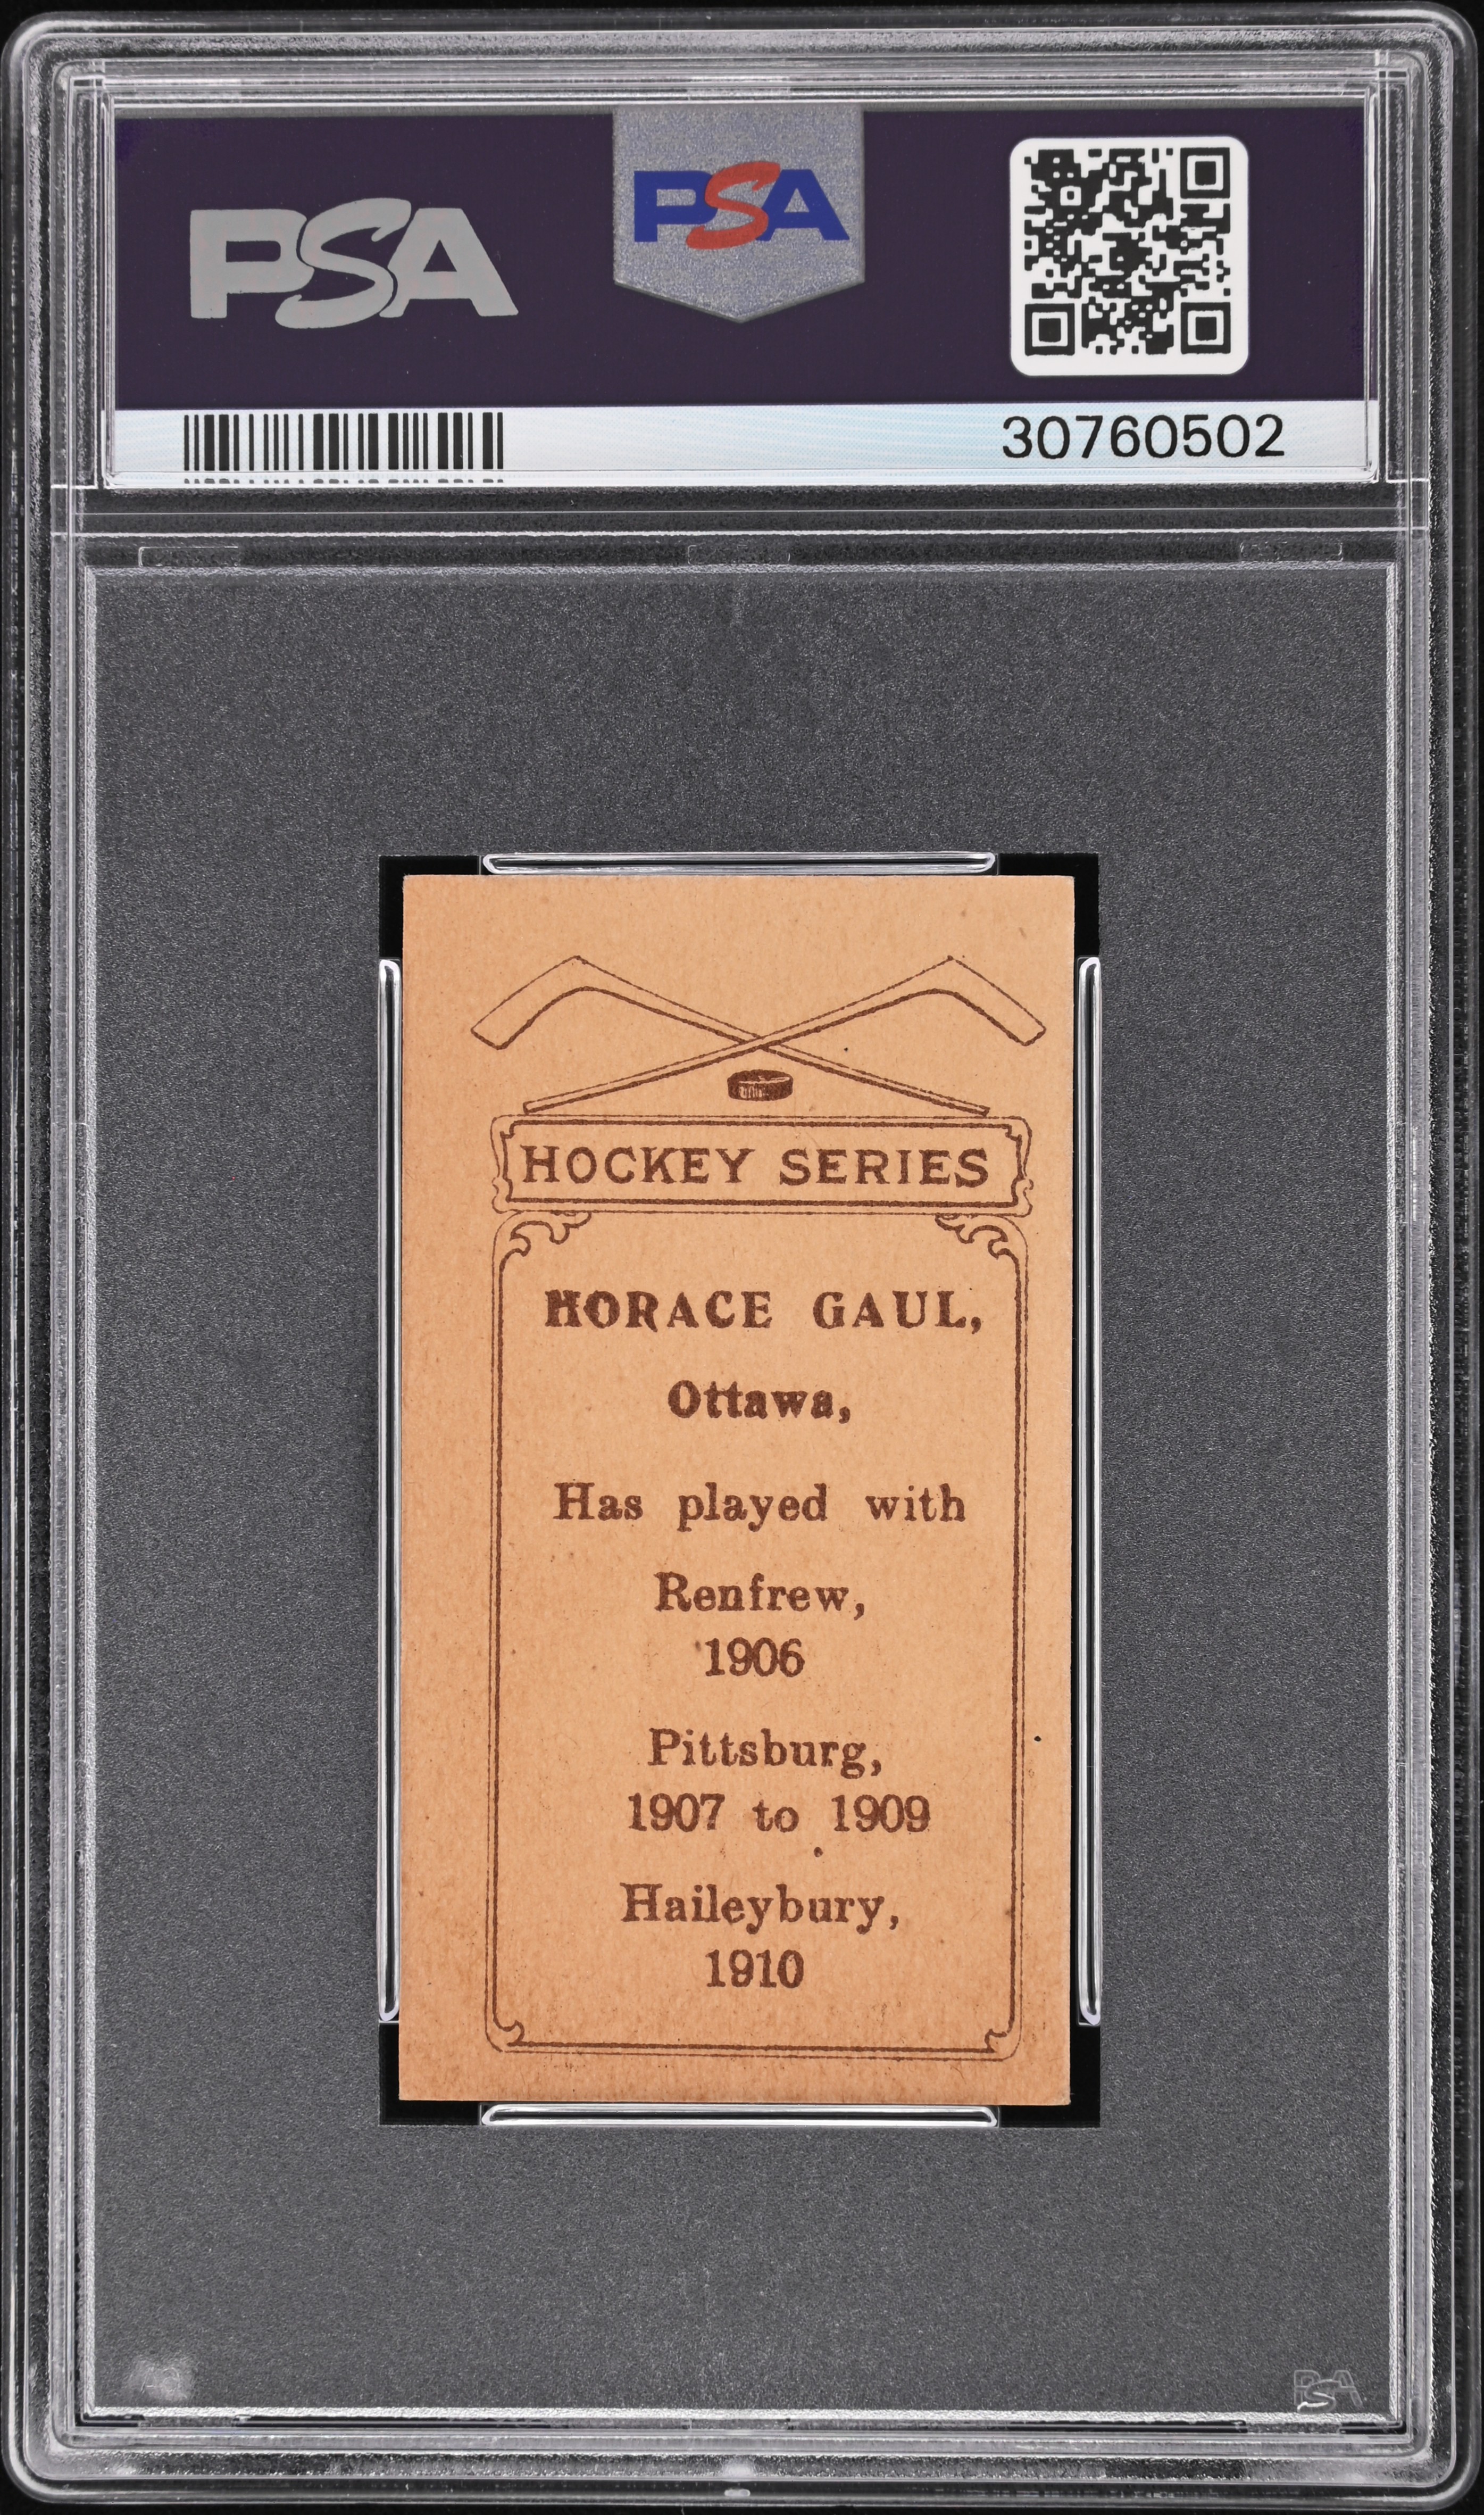 PSA
PSA
30760502
HOCKEY SERIES
HORACE GAUL,
Ottawa,
Has played with
Renfrew,
1906
Pittsburg,
1907 to 1909
Haileybury,
1910
PSA